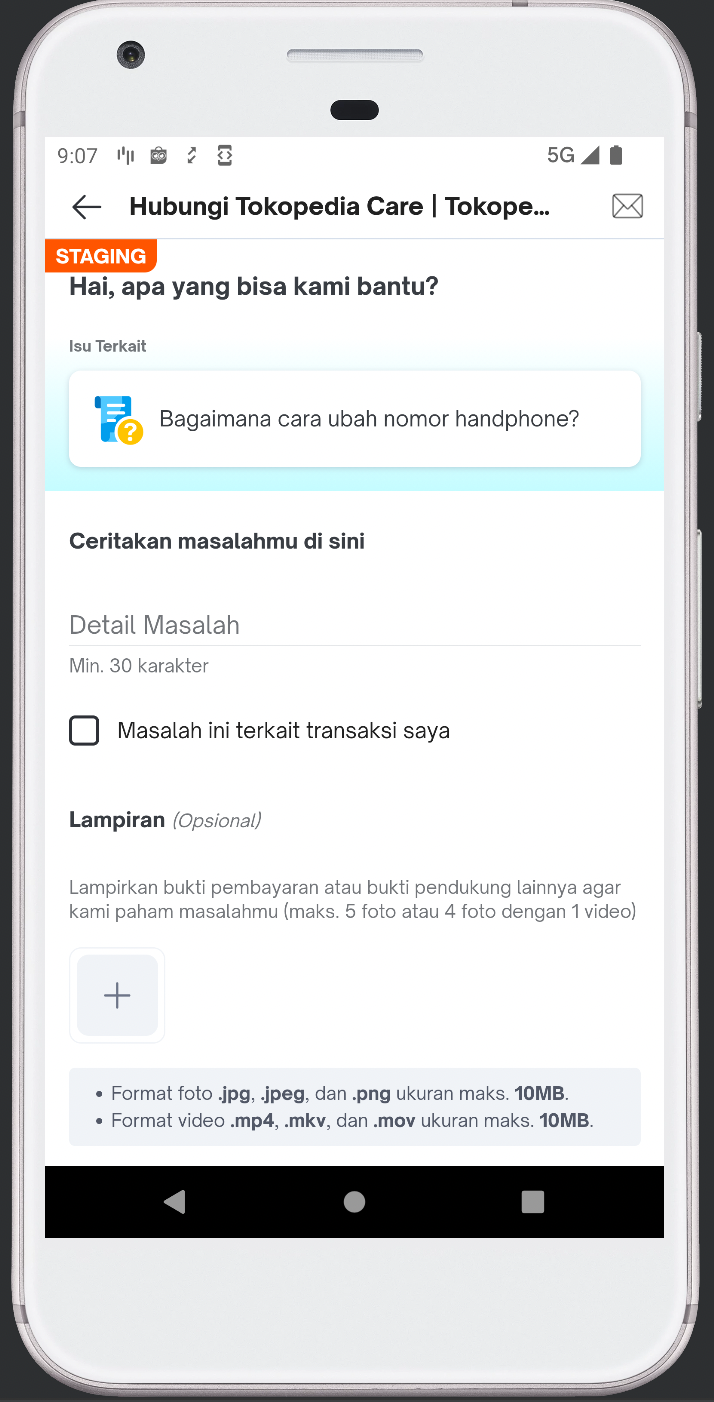 9:07
5G
Hubungi Tokopedia Care | Tokope...
STAGING
Hai, apa yang bisa kami bantu?
Isu Terkait
Bagaimana cara ubah nomor handphone?
Ceritakan masalahmu di sini
Detail Masalah
Min. 30 karakter
Masalah ini terkait transaksi saya
Lampiran (Opsional)
Lampirkan bukti pembayaran atau bukti pendukung lainnya agar
kami paham masalahmu (maks. 5 foto atau 4 foto dengan 1 video)
• Format foto .jpg, .jpeg, dan .png ukuran maks. 10MB.
• Format video .mp4, .mkv, dan .mov ukuran maks. 10MB.